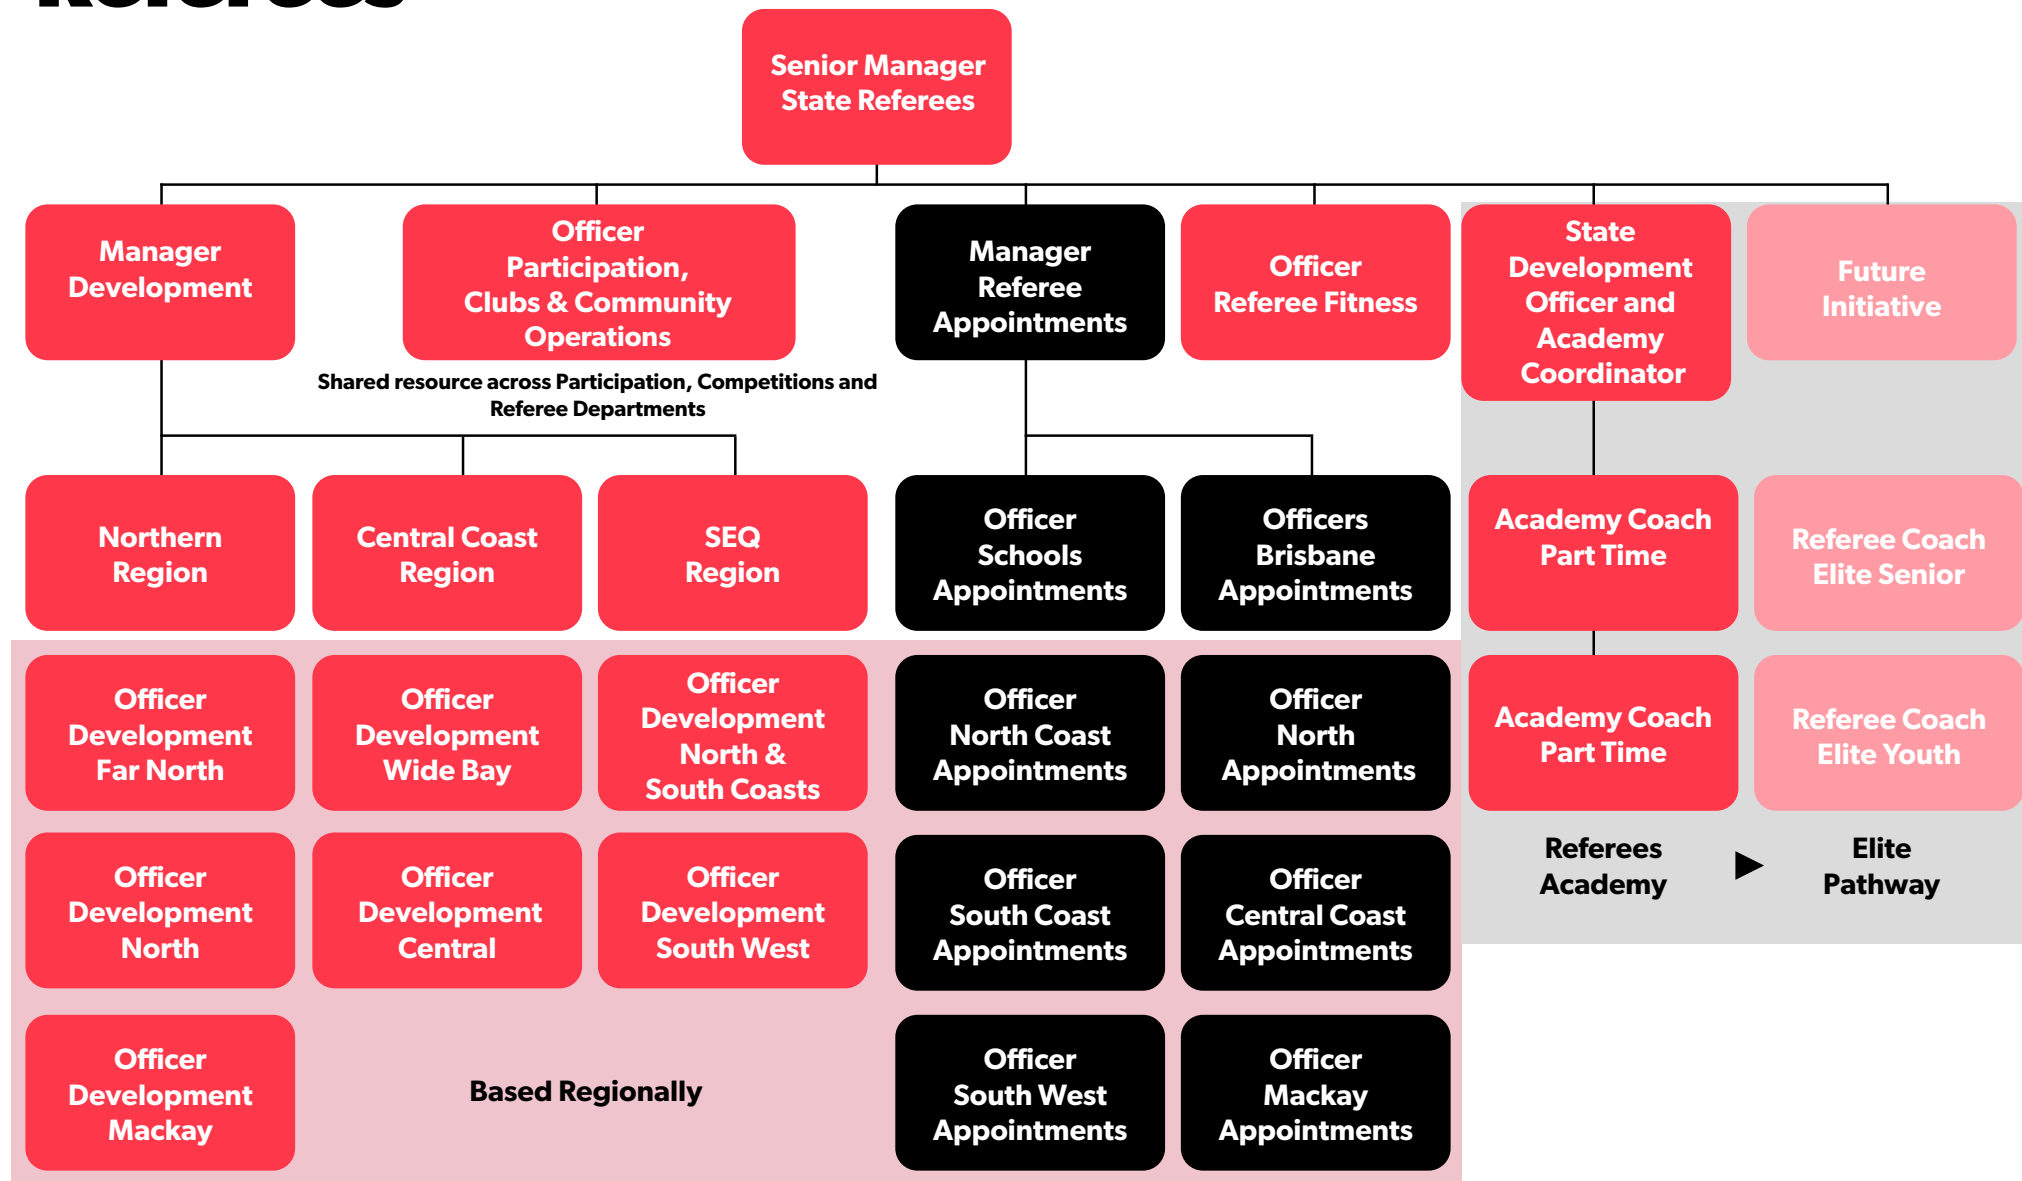 Referees
Senior Manager
State Referees
Manager
Development
Officer
Participation,
Clubs & Community
Operations
Manager
Referee
Appointments
Officer
Referee Fitness
State
Development
Officer and
Academy
Coordinator
Future
Initiative
Shared resource across Participation, Competitions and
Referee Departments
Northern
Region
Central Coast
Region
SEQ
Region
Officer
Schools
Appointments
Officers
Brisbane
Appointments
Academy Coach
Part Time
Referee Coach
Elite Senior
Officer
Development
Far North
Officer
Development
Wide Bay
Officer
Development
North &
South Coasts
Officer
North Coast
Appointments
Officer
North
Appointments
Academy Coach
Part Time
Referee Coach
Elite Youth
Officer
Development
North
Officer
Development
Central
Officer
Development
South West
Officer
South Coast
Appointments
Officer
Central Coast
Appointments
Referees
Academy
Elite
Pathway
Officer
Development
Mackay
Based Regionally
Officer
South West
Appointments
Officer
Mackay
Appointments